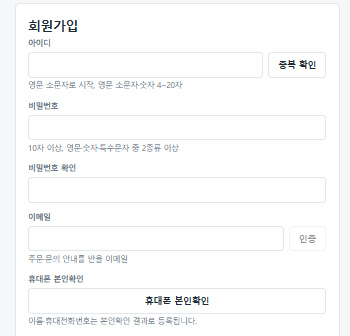 회원가입
아이디
중복 확인
영문 소문자로 시작, 영문 소문자·숫자 4~20자
비밀번호
10자 이상, 영문·숫자·특수문자 중 2종류 이상
비밀번호 확인
이메일
인증
주문·문의 안내를 받을 이메일
휴대폰 본인확인
휴대폰 본인확인
이름·휴대전화번호는 본인확인 결과로 등록됩니다.